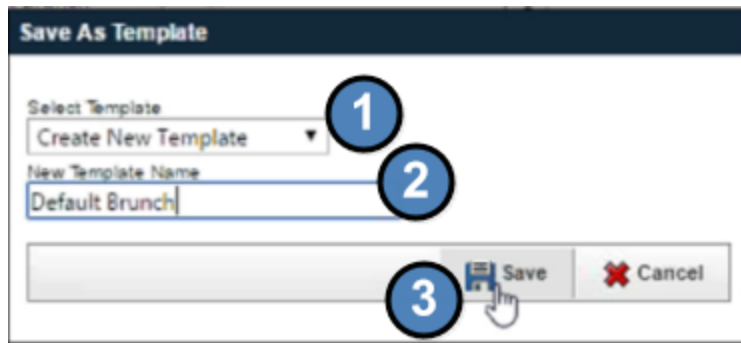 Save As Template
Select Template
1
Create New Template
New Template Name
2
Default Brunch
Save
Cancel
3